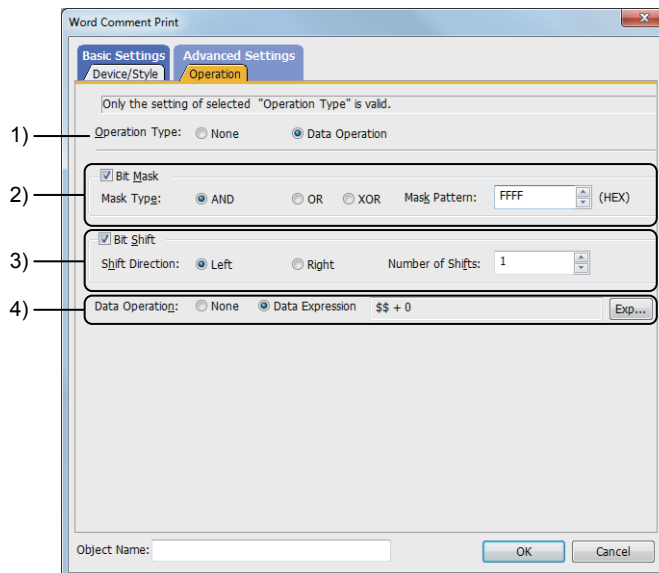 Word Comment Print
x
Basic Settings Advanced Settings
Device/Style Operation
Only the setting of selected "Operation Type" is valid.
1) Operation Type: None Data Operation
2) Bit Mask
Mask Type: AND OR XOR Mask Pattern: FFFF (HEX)
3) Bit Shift
Shift Direction: Left Right Number of Shifts: 1
4) Data Operation: None Data Expression $$ + 0 Exp...
Object Name: OK Cancel